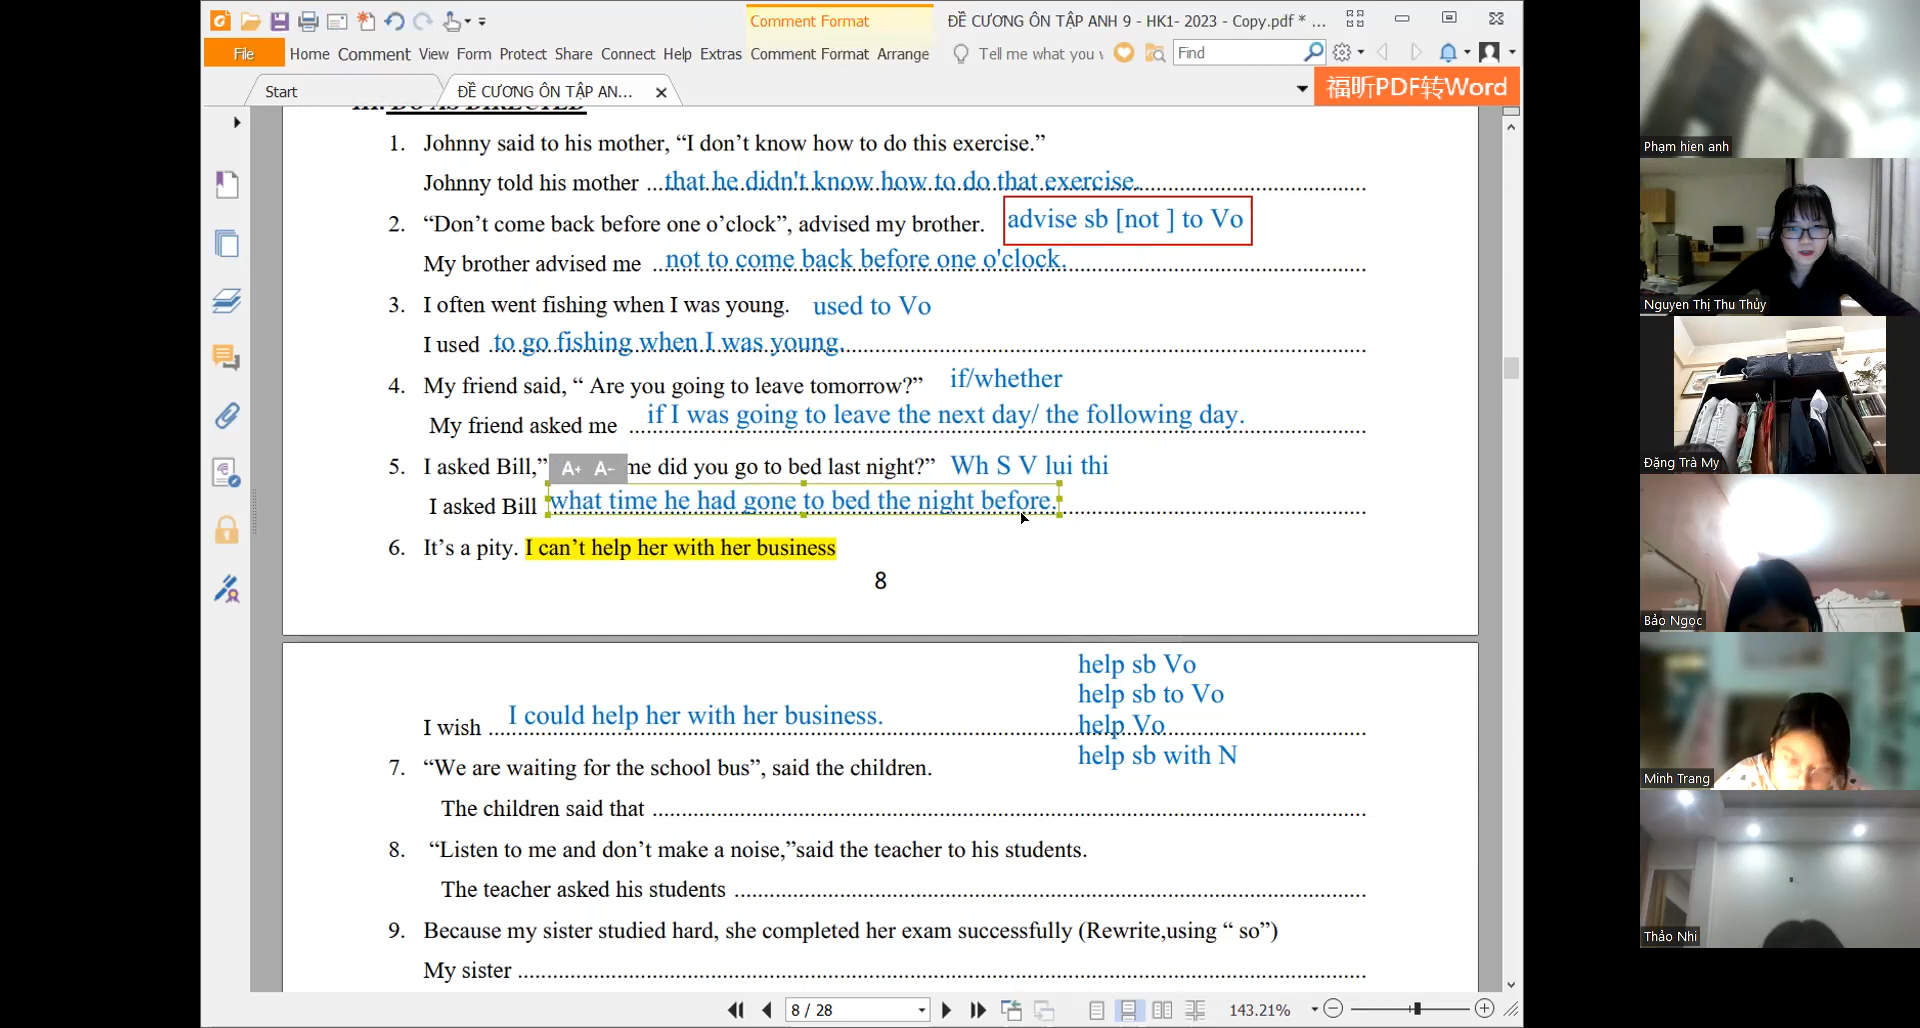 Comment Format
ĐỀ CƯƠNG ÔN TẬP ANH 9 - HK1- 2023 - Copy.pdf * ...
File
Home Comment View Form Protect Share Connect Help Extras Comment Format Arrange
Tell me what you
Find
Start
ĐỀ CƯƠNG ÔN TẬP AN...
福昕PDF转Word
III. DO AS DIRECTED
1. Johnny said to his mother, “I don’t know how to do this exercise.”
Johnny told his mother ...that he didn't know how to do that exercise.
2. “Don’t come back before one o’clock”, advised my brother. advise sb [not ] to Vo
My brother advised me ...not to come back before one o'clock.
3. I often went fishing when I was young. used to Vo
I used ...to go fishing when I was young.
4. My friend said, “ Are you going to leave tomorrow?” if/whether
My friend asked me ...if I was going to leave the next day/ the following day.
5. I asked Bill,” A+ A- me did you go to bed last night?” Wh S V lui thi
I asked Bill what time he had gone to bed the night before.
6. It’s a pity. I can’t help her with her business
8
help sb Vo
help sb to Vo
I wish ... I could help her with her business.
help Vo
help sb with N
7. “We are waiting for the school bus”, said the children.
The children said that ...
8. “Listen to me and don’t make a noise,”said the teacher to his students.
The teacher asked his students ...
9. Because my sister studied hard, she completed her exam successfully (Rewrite,using “ so”)
My sister ...
8 / 28
143.21%
Phạm hien anh
Nguyen Thị Thu Thủy
Đặng Trà My
Bảo Ngọc
Minh Trang
Thảo Nhi